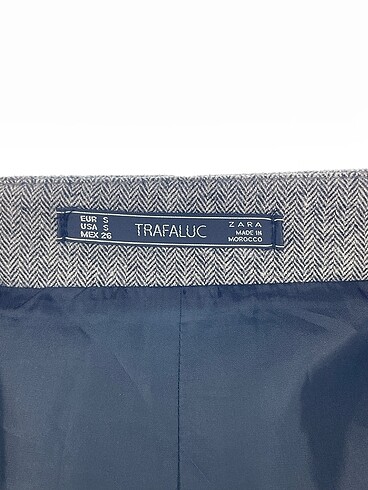 EUR S
USA S
MEX 26
TRAFALUC
ZARA
MADE IN
MOROCCO